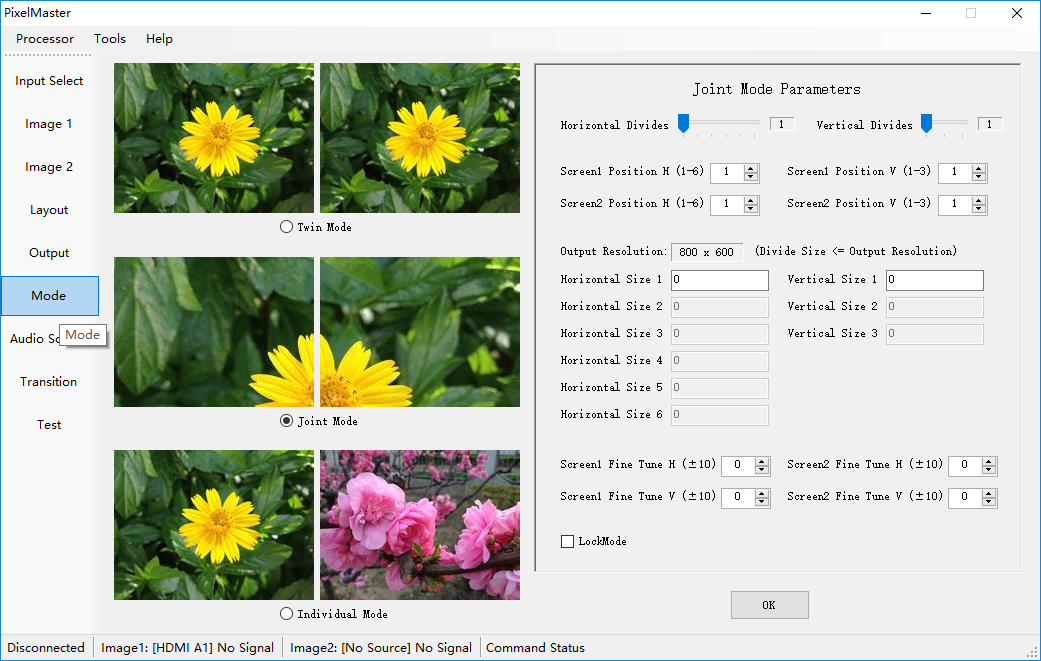 PixelMaster
Processor Tools Help
Input Select
Image 1
Image 2
Layout
Output
Mode
Audio
Mode
Transition
Test
Twin Mode
Joint Mode
Individual Mode
Joint Mode Parameters
Horizontal Divides 1 Vertical Divides 1
Screen1 Position H (1-6) 1 Screen1 Position V (1-3) 1
Screen2 Position H (1-6) 1 Screen2 Position V (1-3) 1
Output Resolution: 800 x 600 (Divide Size <= Output Resolution)
Horizontal Size 1 0 Vertical Size 1 0
Horizontal Size 2 0 Vertical Size 2 0
Horizontal Size 3 0 Vertical Size 3 0
Horizontal Size 4 0
Horizontal Size 5 0
Horizontal Size 6 0
Screen1 Fine Tune H (±10) 0 Screen2 Fine Tune H (±10) 0
Screen1 Fine Tune V (±10) 0 Screen2 Fine Tune V (±10) 0
LockMode
OK
Disconnected Image1: [HDMI A1] No Signal Image2: [No Source] No Signal Command Status